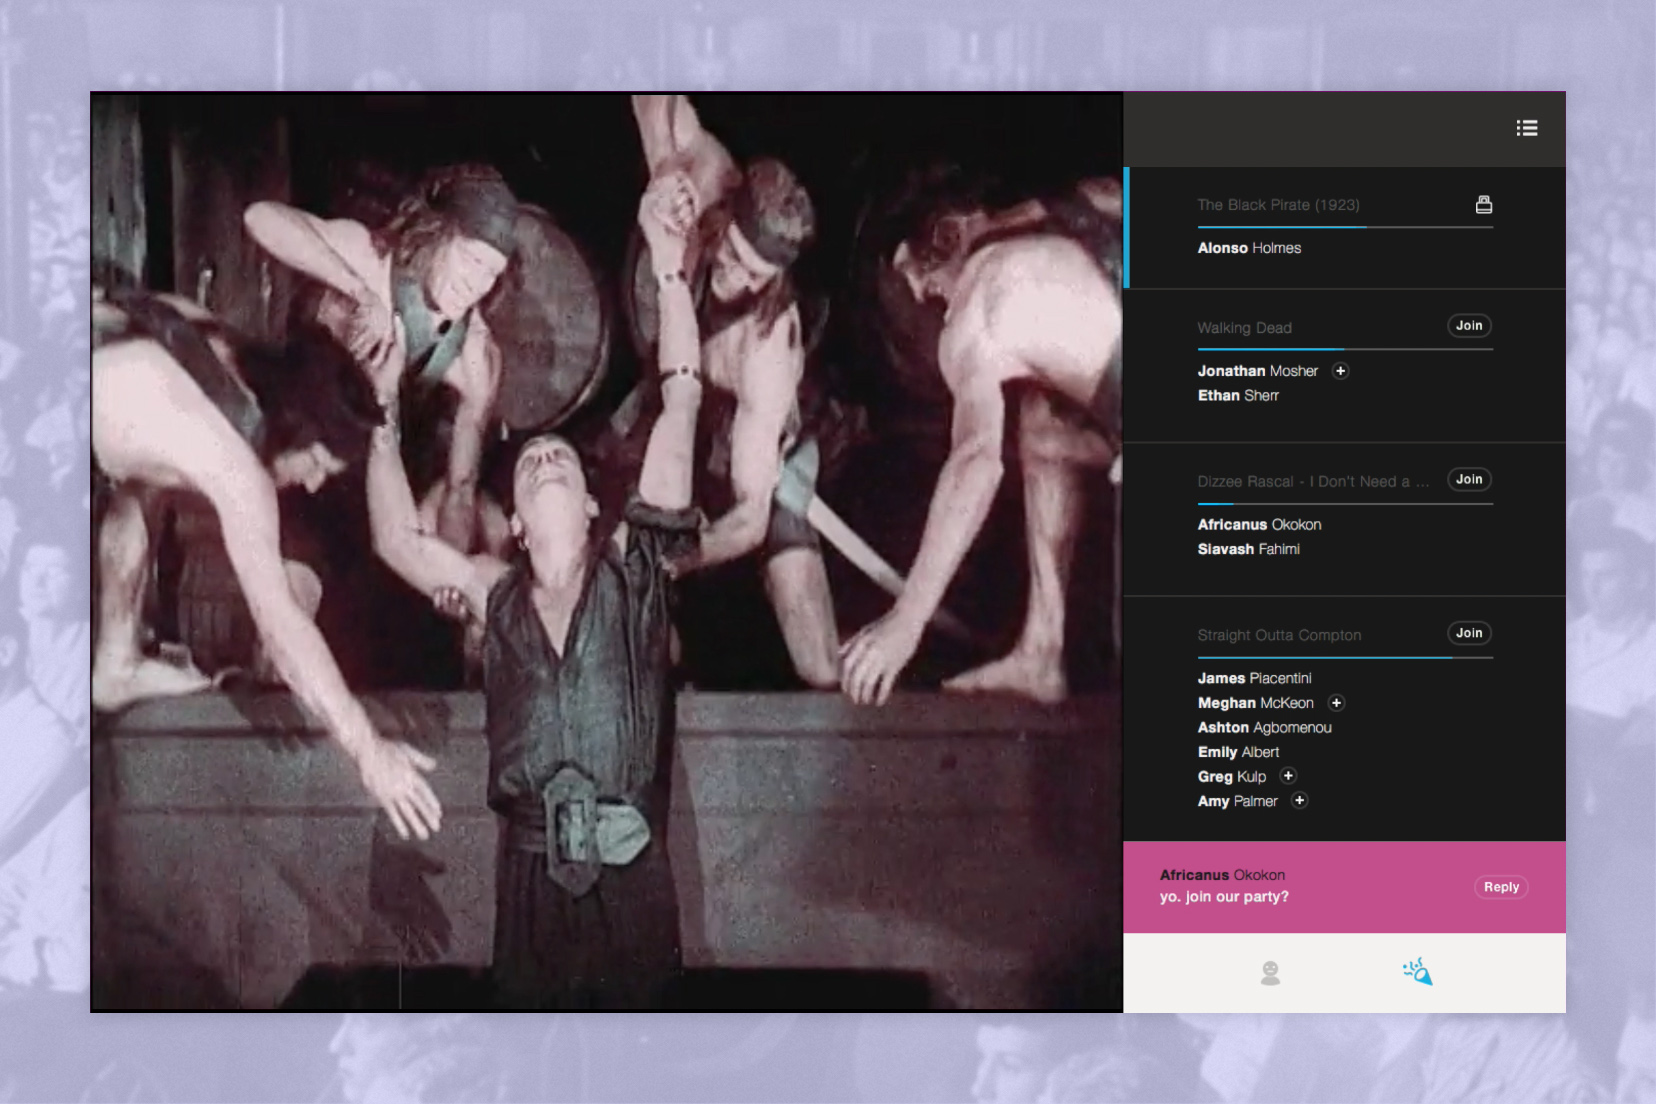 The Black Pirate (1923)
Alonso Holmes
Walking Dead
Join
Jonathan Mosher
Ethan Sherr
Dizzee Rascal - I Don't Need a ...
Join
Africanus Okokon
Siavash Fahimi
Straight Outta Compton
Join
James Piacentini
Meghan McKeon
Ashton Agbomenou
Emily Albert
Greg Kulp
Amy Palmer
Africanus Okokon
yo. join our party?
Reply